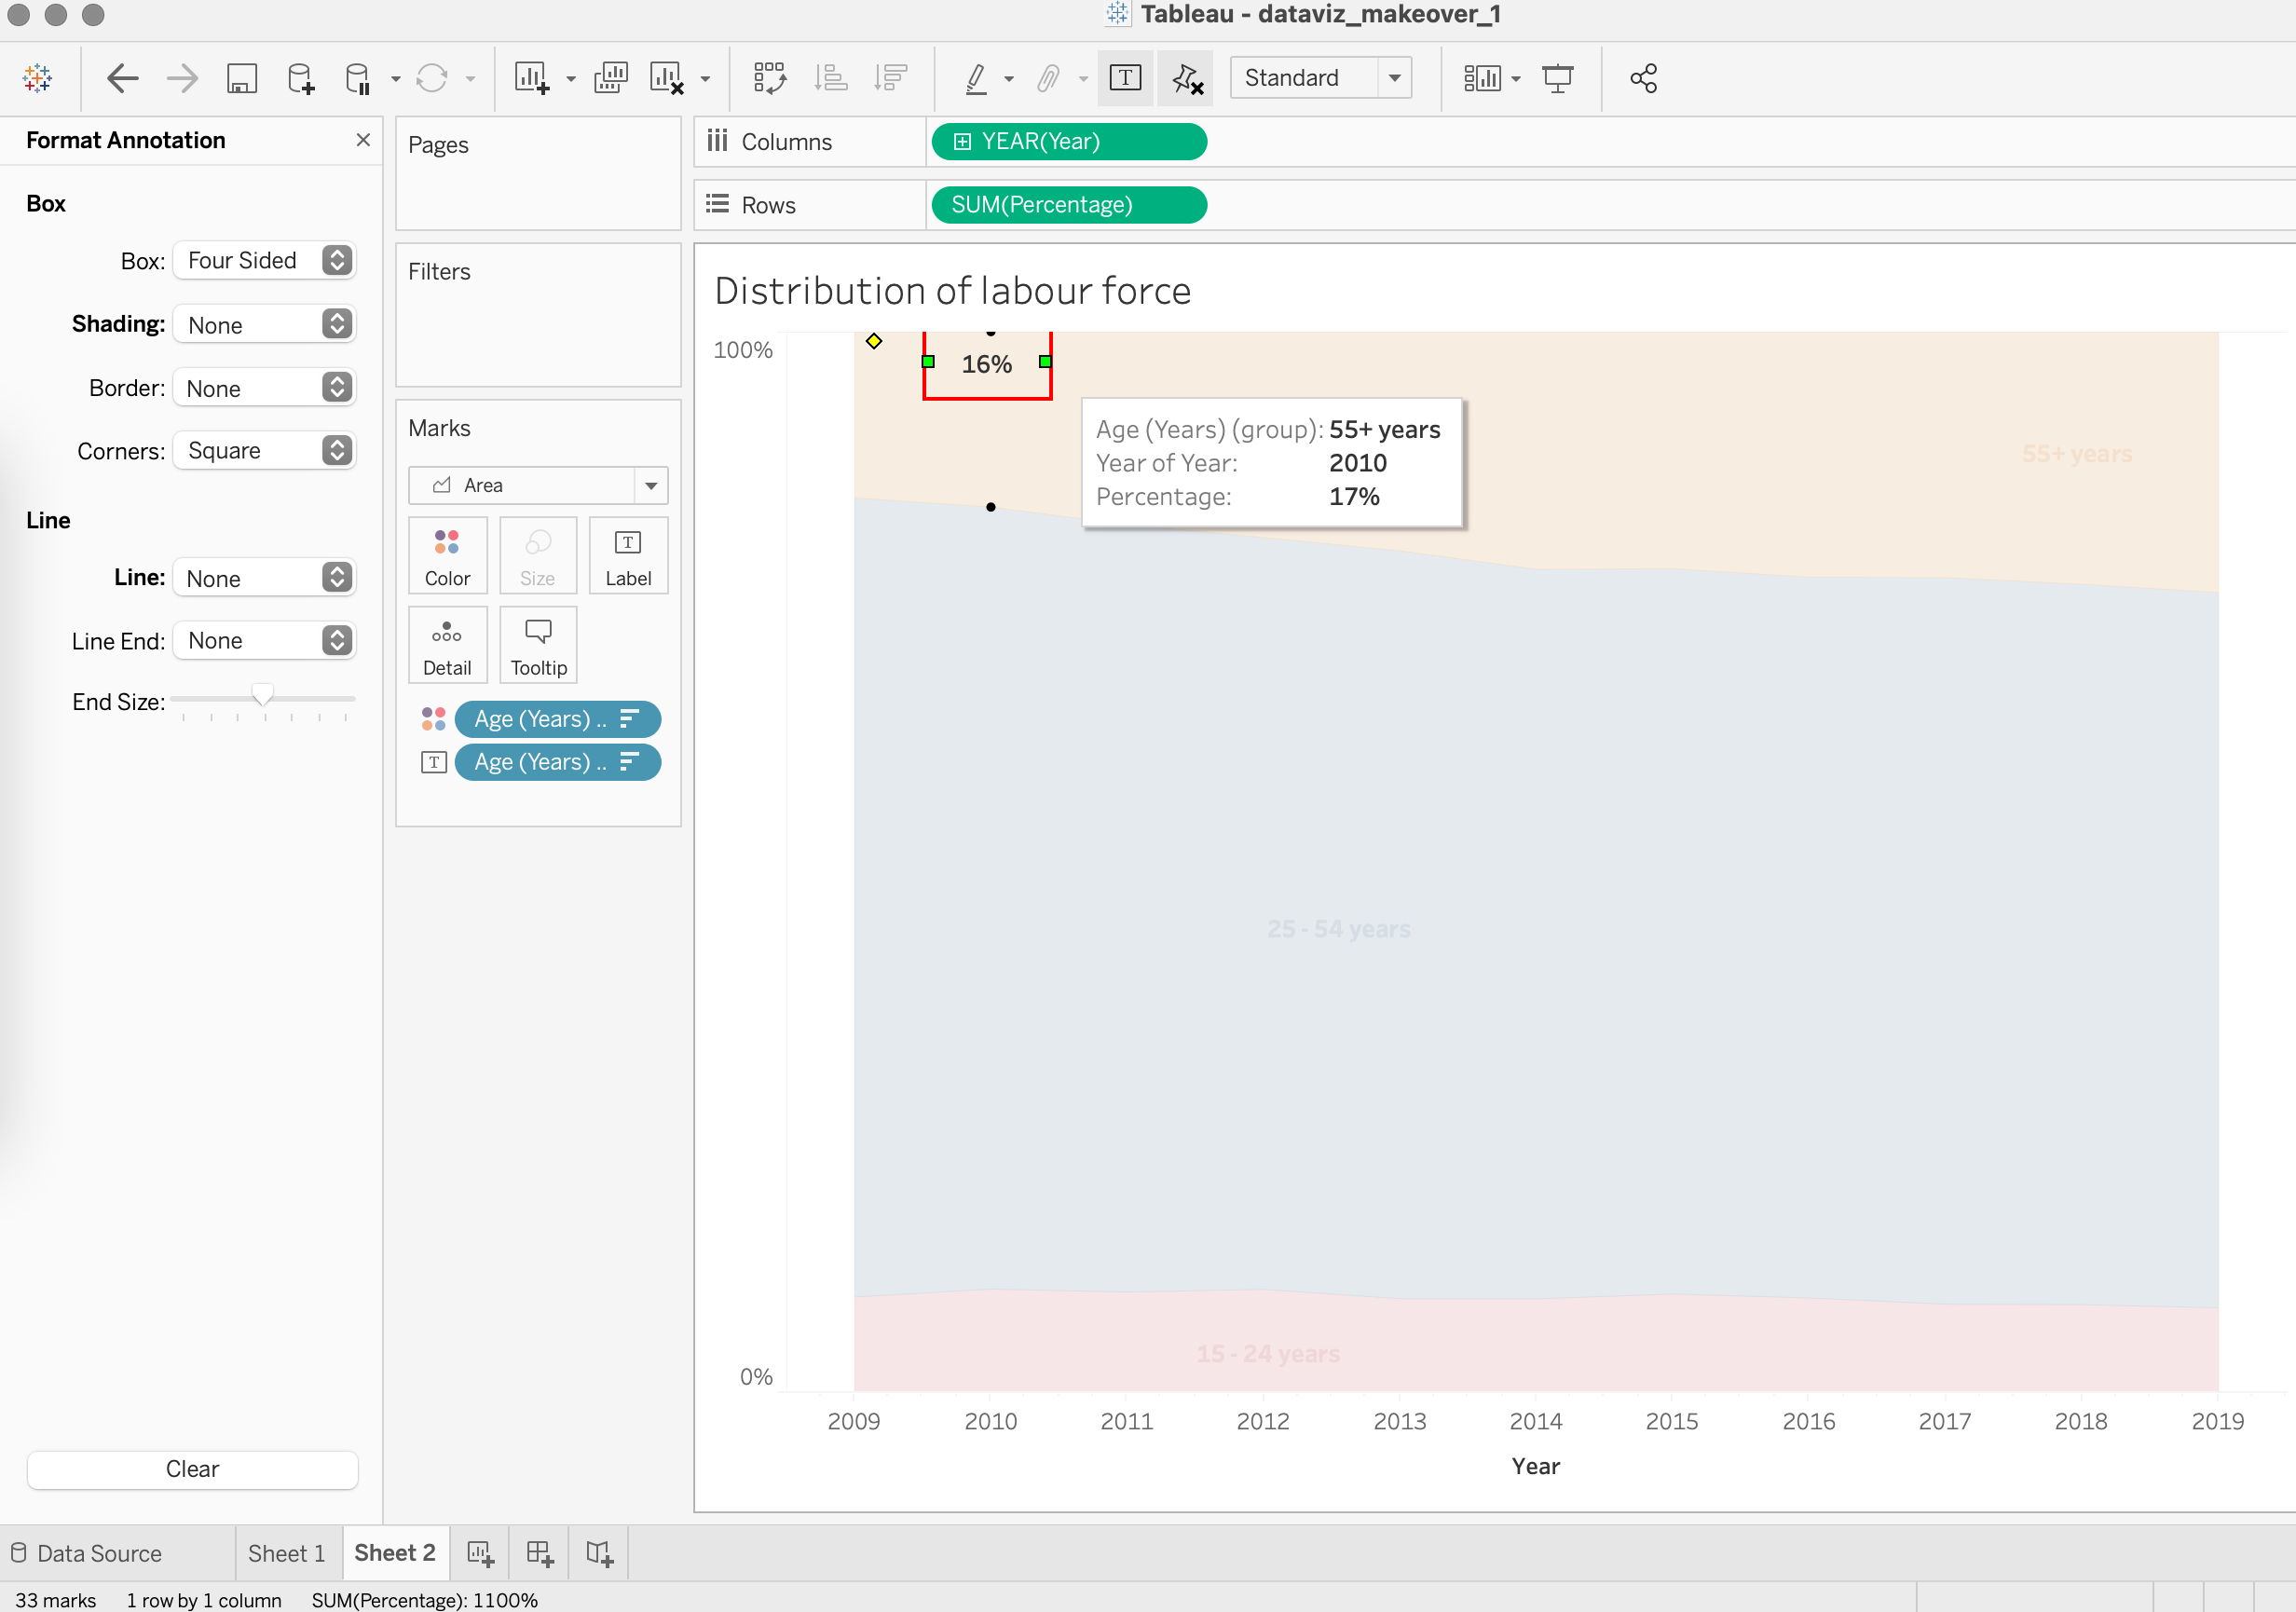 Tableau - dataviz_makeover_1
T
Standard
Format Annotation
Box
Box: Four Sided
Shading: None
Border: None
Corners: Square
Line
Line: None
Line End: None
End Size:
Clear
Pages
Filters
Marks
Area
Color
Size
T
Label
Detail
Tooltip
Age (Years) ..
T Age (Years) ..
Columns YEAR(Year)
Rows SUM(Percentage)
Distribution of labour force
100%
16%
Age (Years) (group): 55+ years
Year of Year: 2010
Percentage: 17%
55+ years
25 - 54 years
15 - 24 years
0%
2009 2010 2011 2012 2013 2014 2015 2016 2017 2018 2019
Year
Data Source Sheet 1 Sheet 2
33 marks 1 row by 1 column SUM(Percentage): 1100%